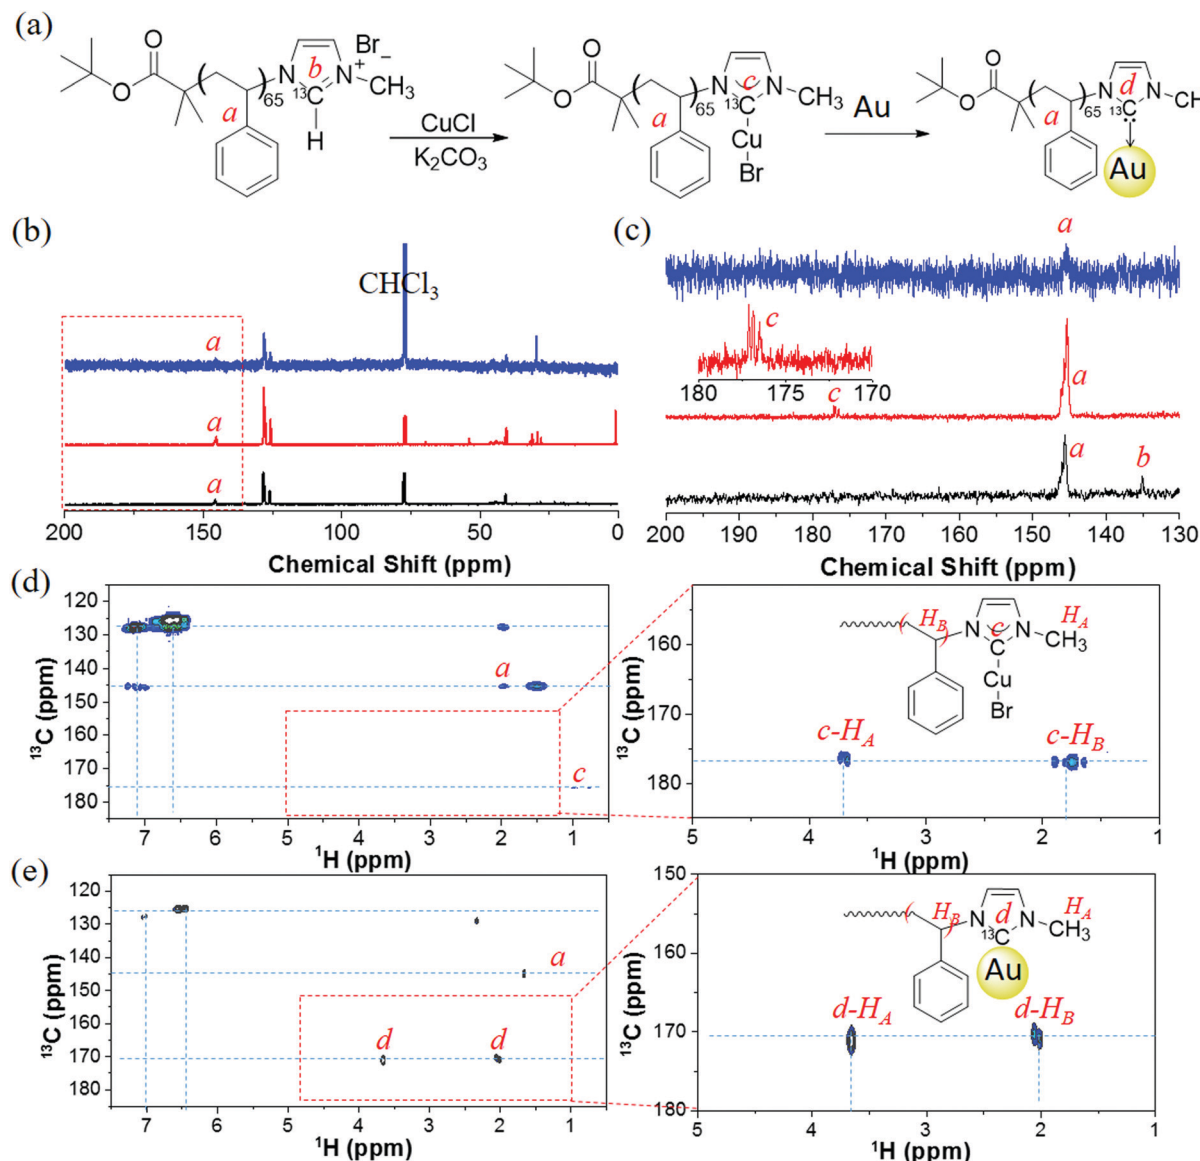 (a)
O
O
a
65
N
b
N
+
Br
−
13C
H
CH3
CuCl
K2CO3
O
O
a
65
N
c
N
13C
CH3
Cu
Br
Au
O
O
a
65
N
d
N
13C
CH
Au
(b)
CHCl3
a
a
a
200 150 100 50 0
Chemical Shift (ppm)
(c)
a
c
180 175 170
c
a
a
b
200 190 180 170 160 150 140 130
Chemical Shift (ppm)
(d)
120
130
140
150
160
170
180
13C (ppm)
a
c
7 6 5 4 3 2 1
1H (ppm)
160
170
180
13C (ppm)
HB
N
c
N
HA
CH3
C
Cu
Br
c-HA
c-HB
5 4 3 2 1
1H (ppm)
(e)
120
130
140
150
160
170
180
13C (ppm)
a
d
d
7 6 5 4 3 2 1
1H (ppm)
150
160
170
180
13C (ppm)
HB
N
d
N
HA
13C
CH3
Au
d-HA
d-HB
5 4 3 2 1
1H (ppm)